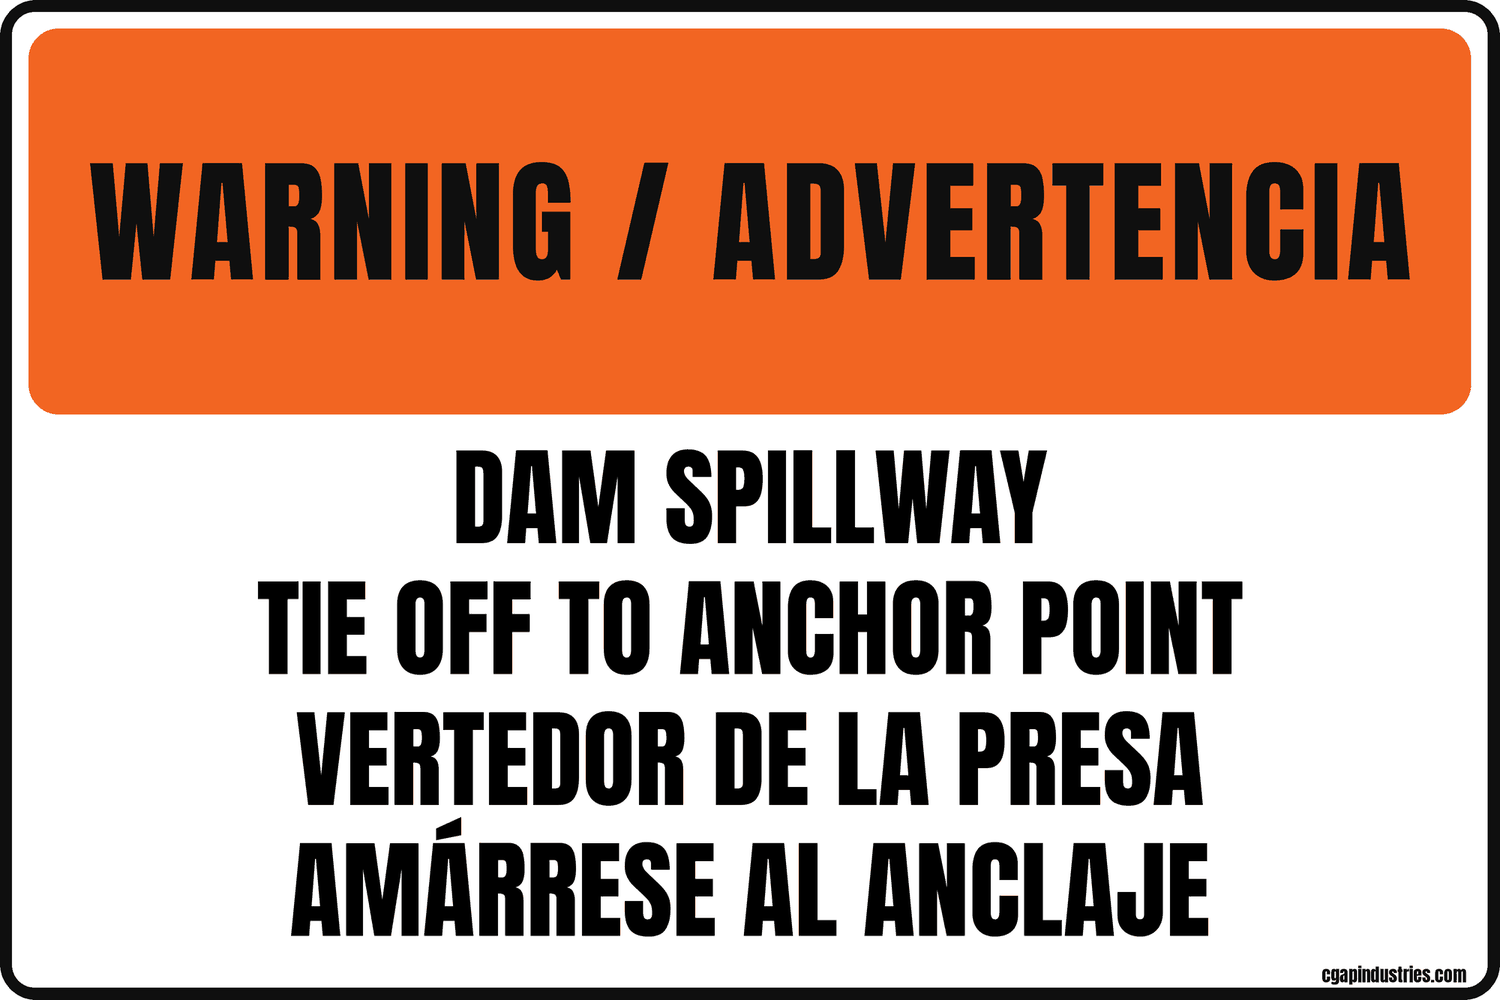 WARNING / ADVERTENCIA
DAM SPILLWAY
TIE OFF TO ANCHOR POINT
VERTEDOR DE LA PRESA
AMÁRRESE AL ANCLAJE
cgapindustries.com